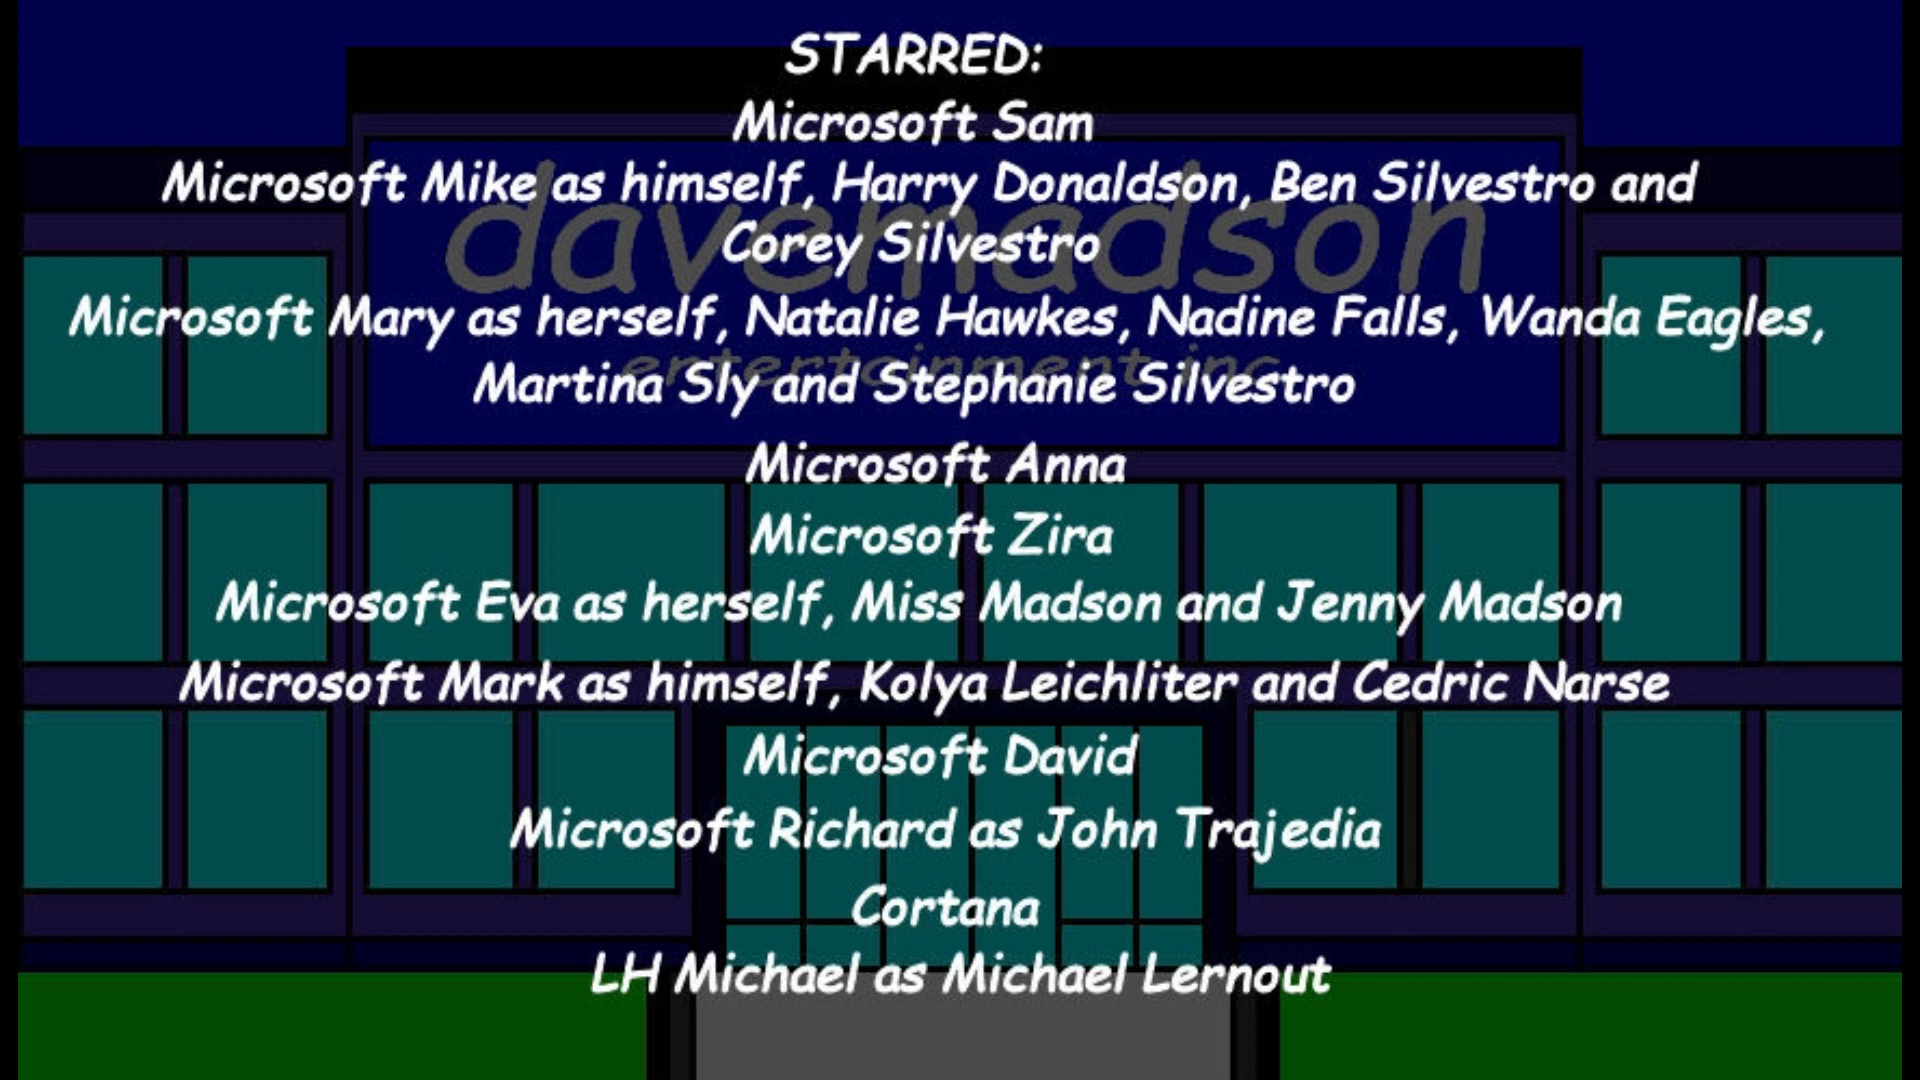 STARRED:
Microsoft Sam
Microsoft Mike as himself, Harry Donaldson, Ben Silvestro and
Corey Silvestro
davemadson
Microsoft Mary as herself, Natalie Hawkes, Nadine Falls, Wanda Eagles,
entertainment inc
Martina Sly and Stephanie Silvestro
Microsoft Anna
Microsoft Zira
Microsoft Eva as herself, Miss Madson and Jenny Madson
Microsoft Mark as himself, Kolya Leichliter and Cedric Narse
Microsoft David
Microsoft Richard as John Trajedia
Cortana
LH Michael as Michael Lernout